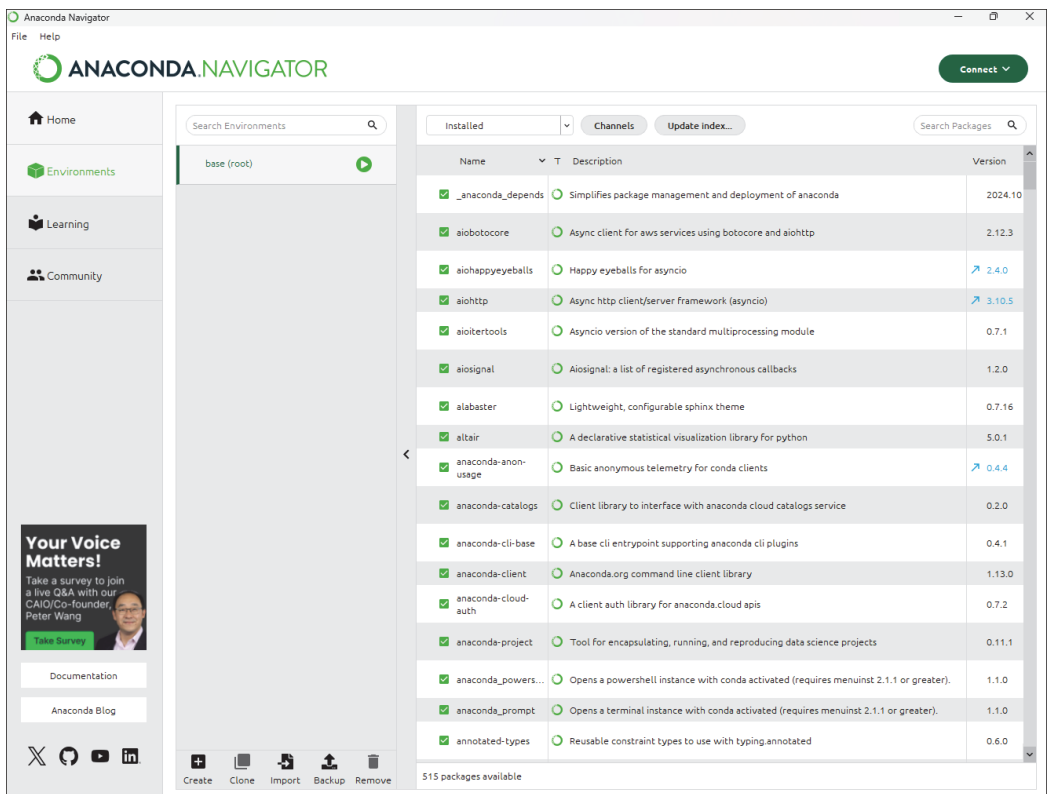 Anaconda Navigator
File Help
ANACONDA.NAVIGATOR
Connect
Home
Environments
Learning
Community
Your Voice
Matters!
Take a survey to join
a live Q&A with our
CAIO/Co-founder,
Peter Wang
Take Survey
Documentation
Anaconda Blog
Search Environments
base (root)
Create Clone Import Backup Remove
Installed Channels Update index... Search Packages
Name T Description Version
_anaconda_depends Simplifies package management and deployment of anaconda 2024.10
aiobotocore Async client for aws services using botocore and aiohttp 2.12.3
aiohappyeyeballs Happy eyeballs for asyncio 2.4.0
aiohttp Async http client/server framework (asyncio) 3.10.5
aioitertools Asyncio version of the standard multiprocessing module 0.7.1
aiosignal Aiosignal: a list of registered asynchronous callbacks 1.2.0
alabaster Lightweight, configurable sphinx theme 0.7.16
altair A declarative statistical visualization library for python 5.0.1
anaconda-anon-
usage Basic anonymous telemetry for conda clients 0.4.4
anaconda-catalogs Client library to interface with anaconda cloud catalogs service 0.2.0
anaconda-cli-base A base cli entrypoint supporting anaconda cli plugins 0.4.1
anaconda-client Anaconda.org command line client library 1.13.0
anaconda-cloud-
auth A client auth library for anaconda.cloud apis 0.7.2
anaconda-project Tool for encapsulating, running, and reproducing data science projects 0.11.1
anaconda_powers... Opens a powershell instance with conda activated (requires menuinst 2.1.1 or greater). 1.1.0
anaconda_prompt Opens a terminal instance with conda activated (requires menuinst 2.1.1 or greater). 1.1.0
annotated-types Reusable constraint types to use with typing.annotated 0.6.0
515 packages available